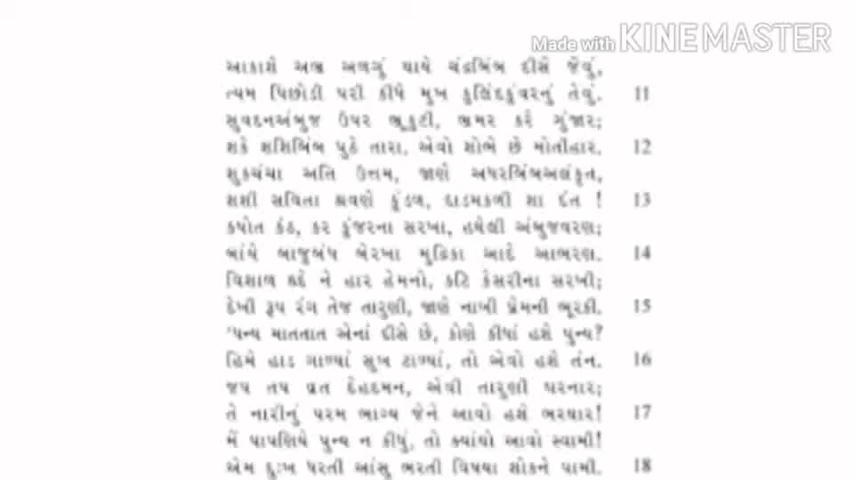 Made with KINEMASTER
આકાશે અભ્ર અળગું થાયે ચંદ્રબિંબ દીસે જેવું,
ત્યમ પિછોડી પરી કીધે મુખ કુલિંદકુંવરનું તેવું. 11
સુવદનઅંબુજ ઉપર ભ્રૂકુટી, ભ્રમર કરે ગુંજાર;
શકે શશિબિંબ પુઠે તારા, એવો શોભે છે મોતીહાર. 12
શુકચંચા અતિ ઉત્તમ, જાણે અધરબિંબઅલંકૃત,
શશી સવિતા શ્રવણે કુંડળ, દાડમકળી શા દંત ! 13
કપોત કંઠ, કર કુંજરના સરખા, હથેલી અંબુજવરણ;
બાંયે બાજુબંધ બેરખા મુદ્રિકા આદે આભરણ. 14
વિશાળ હૃદે ને હાર હેમનો, કટિ કેસરીના સરખી;
દેખી રૂપ રંગ તેજ તારુણી, જાણે નાખી પ્રેમની ભૂરકી. 15
'ધન્ય માતતાત એનાં દીસે છે, કોણે કીધાં હશે પુન્ય?
હિમે હાડ ગાળ્યાં સુખ ટાળ્યાં, તો એવો હશે તંન. 16
જપ તપ વ્રત દેહદમન, એવી તારુણી ધરનાર;
તે નારીનું પરમ ભાગ્ય જેને આવો હશે ભરથાર! 17
મેં પાપણિયે પુન્ય ન કીધું, તો ક્યાંથો આવો સ્વામી!
એમ દુઃખ ધરતી આંસુ ભરતી વિષયા શોકને પામી. 18